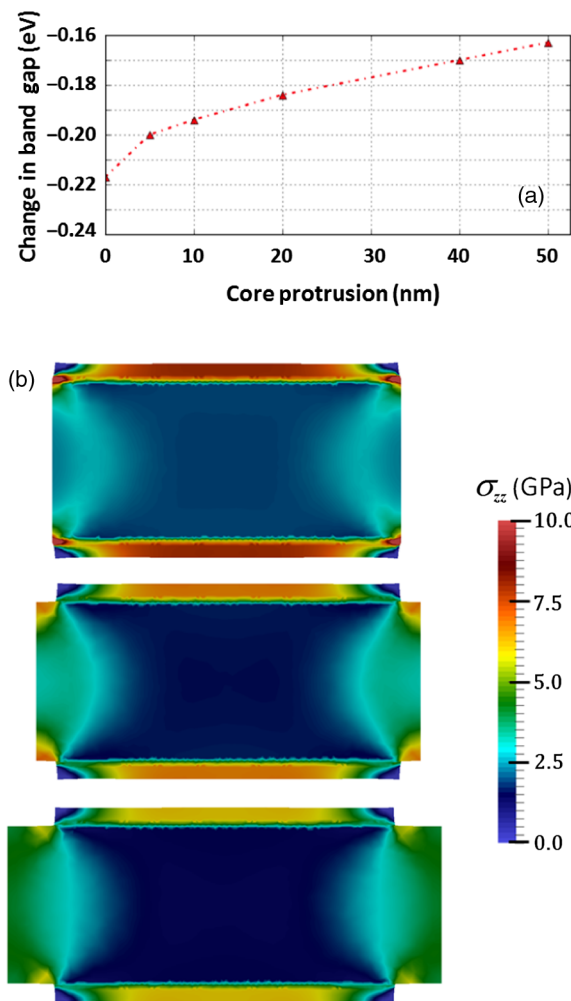 Change in band gap (eV)
−0.16
−0.18
−0.20
−0.22
−0.24
0 10 20 30 40 50
(a)
Core protrusion (nm)
(b)
σzz (GPa)
10.0
7.5
5.0
2.5
0.0